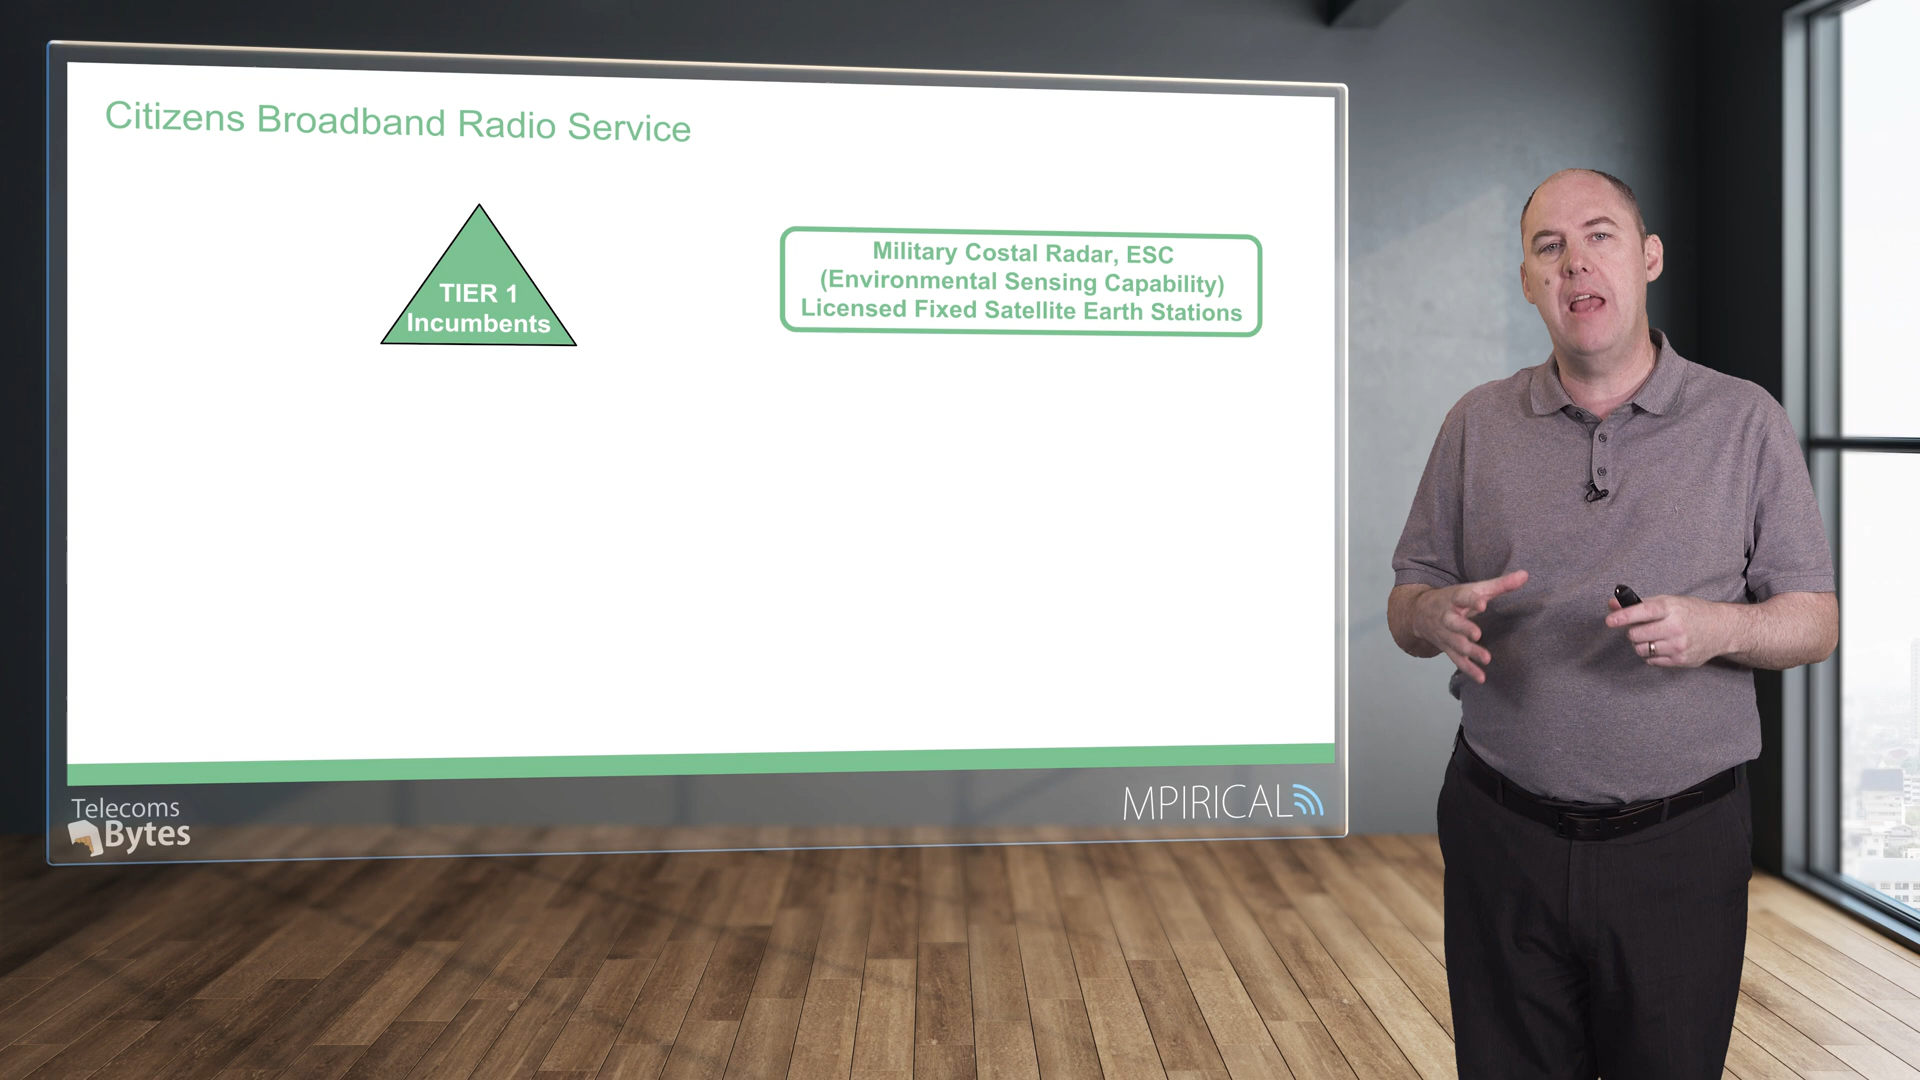 Citizens Broadband Radio Service
TIER 1
Incumbents
Military Costal Radar, ESC
(Environmental Sensing Capability)
Licensed Fixed Satellite Earth Stations
Telecoms
Bytes
MPIRICAL